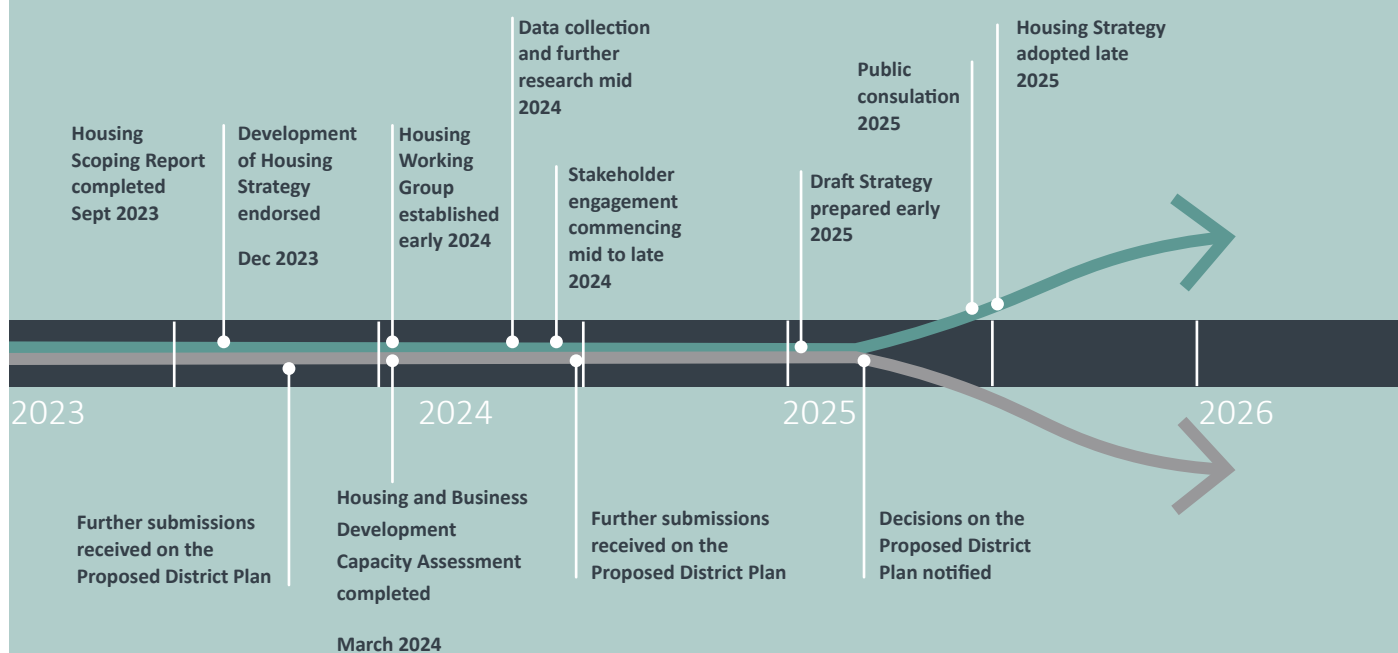 Housing
Scoping Report
completed
Sept 2023
Development
of Housing
Strategy
endorsed
Dec 2023
Housing
Working
Group
established
early 2024
Data collection
and further
research mid
2024
Stakeholder
engagement
commencing
mid to late
2024
Draft Strategy
prepared early
2025
Public
consulation
2025
Housing Strategy
adopted late
2025
2023
2024
2025
2026
Further submissions
received on the
Proposed District Plan
Housing and Business
Development
Capacity Assessment
completed
March 2024
Further submissions
received on the
Proposed District Plan
Decisions on the
Proposed District
Plan notified